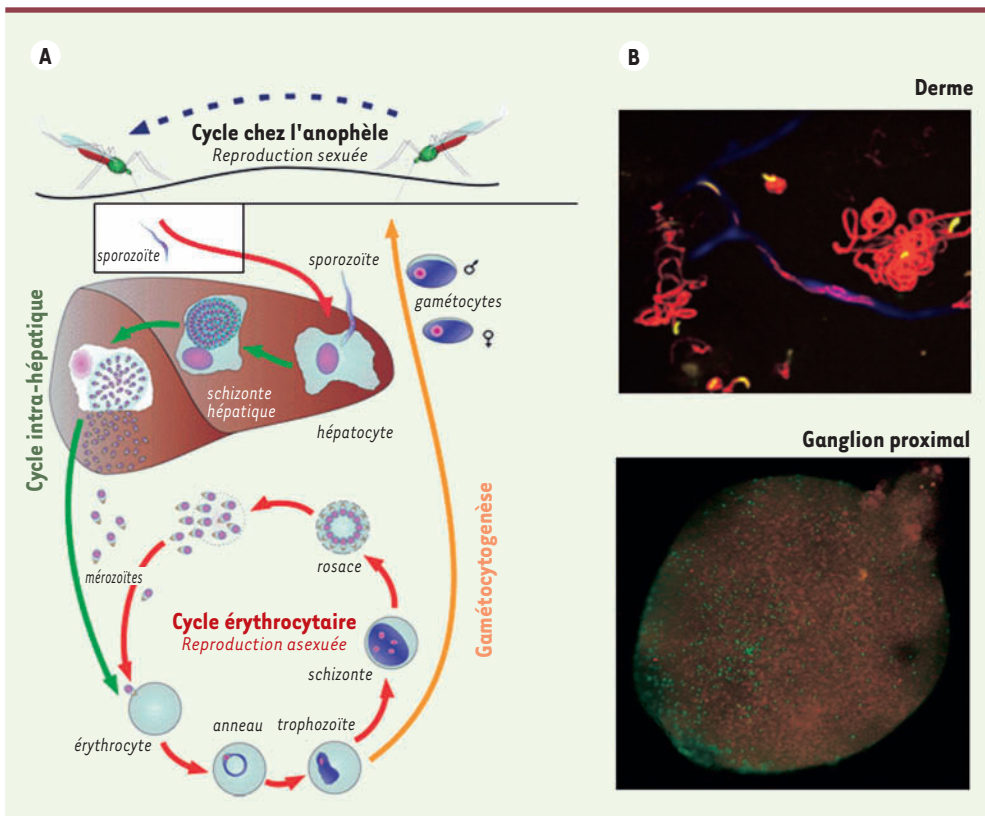 A
Cycle chez l'anophèle
Reproduction sexuée
sporozoïte
sporozoïte
♂
gamétocytes
♀
Cycle intra-hépatique
schizonte
hépatique
hépatocyte
mérozoïtes
rosace
Cycle érythrocytaire
Reproduction asexuée
schizonte
Gamétocytogenèse
anneau
trophozoïte
érythrocyte
B
Derme
Ganglion proximal